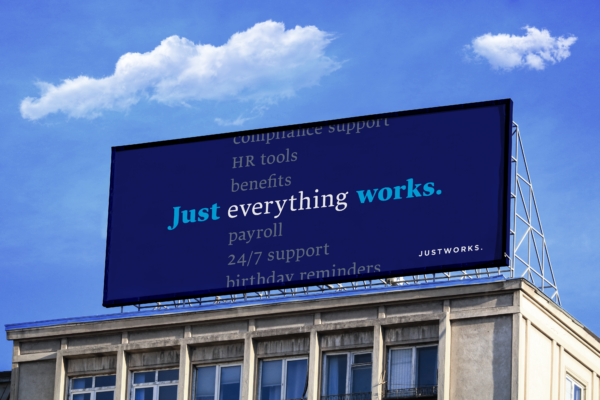 compliance support
HR tools
benefits
Just everything works.
payroll
24/7 support
birthday reminders
JUSTWORKS.